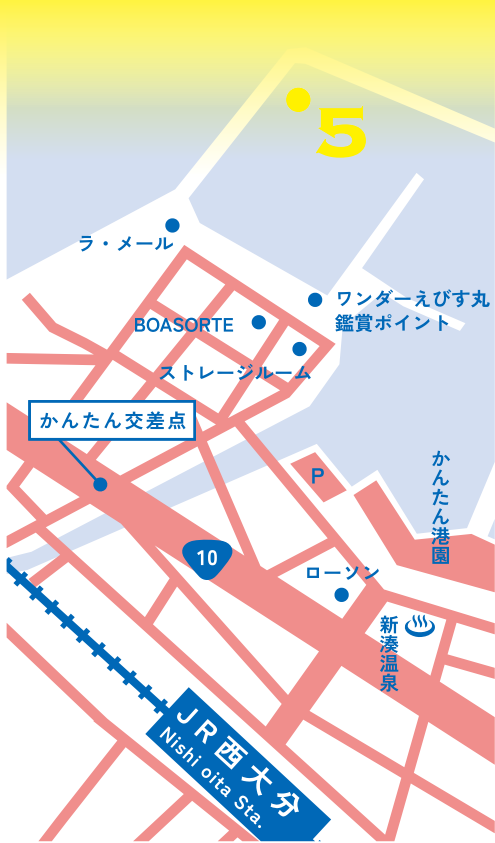 5
ラ・メール
ワンダーえびす丸
鑑賞ポイント
BOASORTE
ストレージルーム
かんたん交差点
かんたん港園
P
10
ローソン
新湊温泉
JR西大分
Nishi oita Sta.